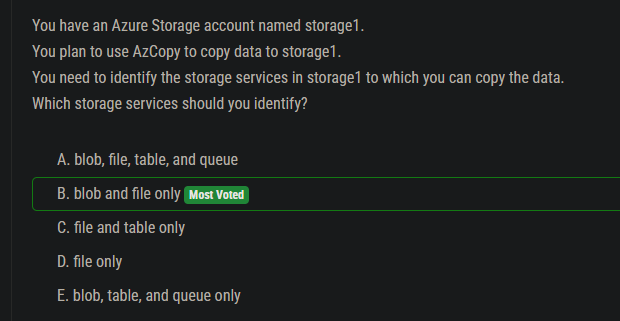 You have an Azure Storage account named storage1.
You plan to use AzCopy to copy data to storage1.
You need to identify the storage services in storage1 to which you can copy the data.
Which storage services should you identify?
A. blob, file, table, and queue
B. blob and file only Most Voted
C. file and table only
D. file only
E. blob, table, and queue only